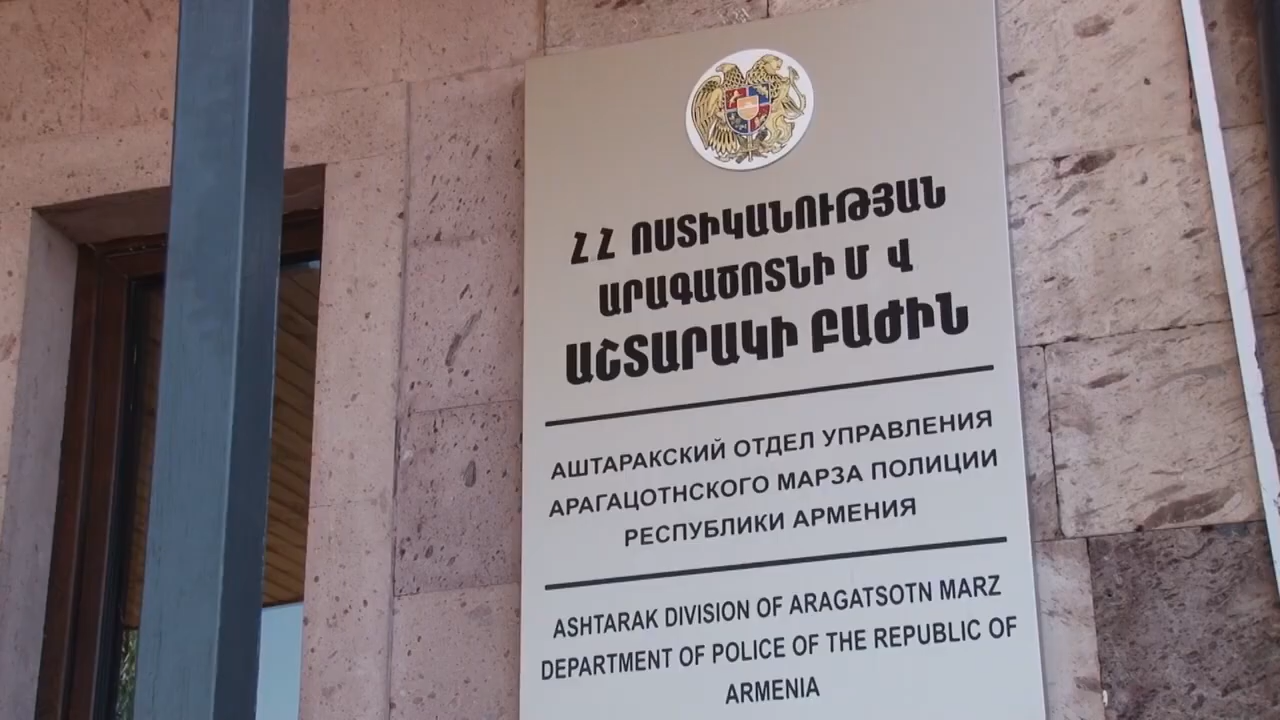 ՀՀ ՈՍՏԻԿԱՆՈՒԹՅԱՆ
ԱՐԱԳԱԾՈՏՆԻ Մ Վ
ԱՇՏԱՐԱԿԻ ԲԱԺԻՆ
АШТАРАКСКИЙ ОТДЕЛ УПРАВЛЕНИЯ
АРАГАЦОТНСКОГО МАРЗА ПОЛИЦИИ
РЕСПУБЛИКИ АРМЕНИЯ
ASHTARAK DIVISION OF ARAGATSOTN MARZ
DEPARTMENT OF POLICE OF THE REPUBLIC OF
ARMENIA